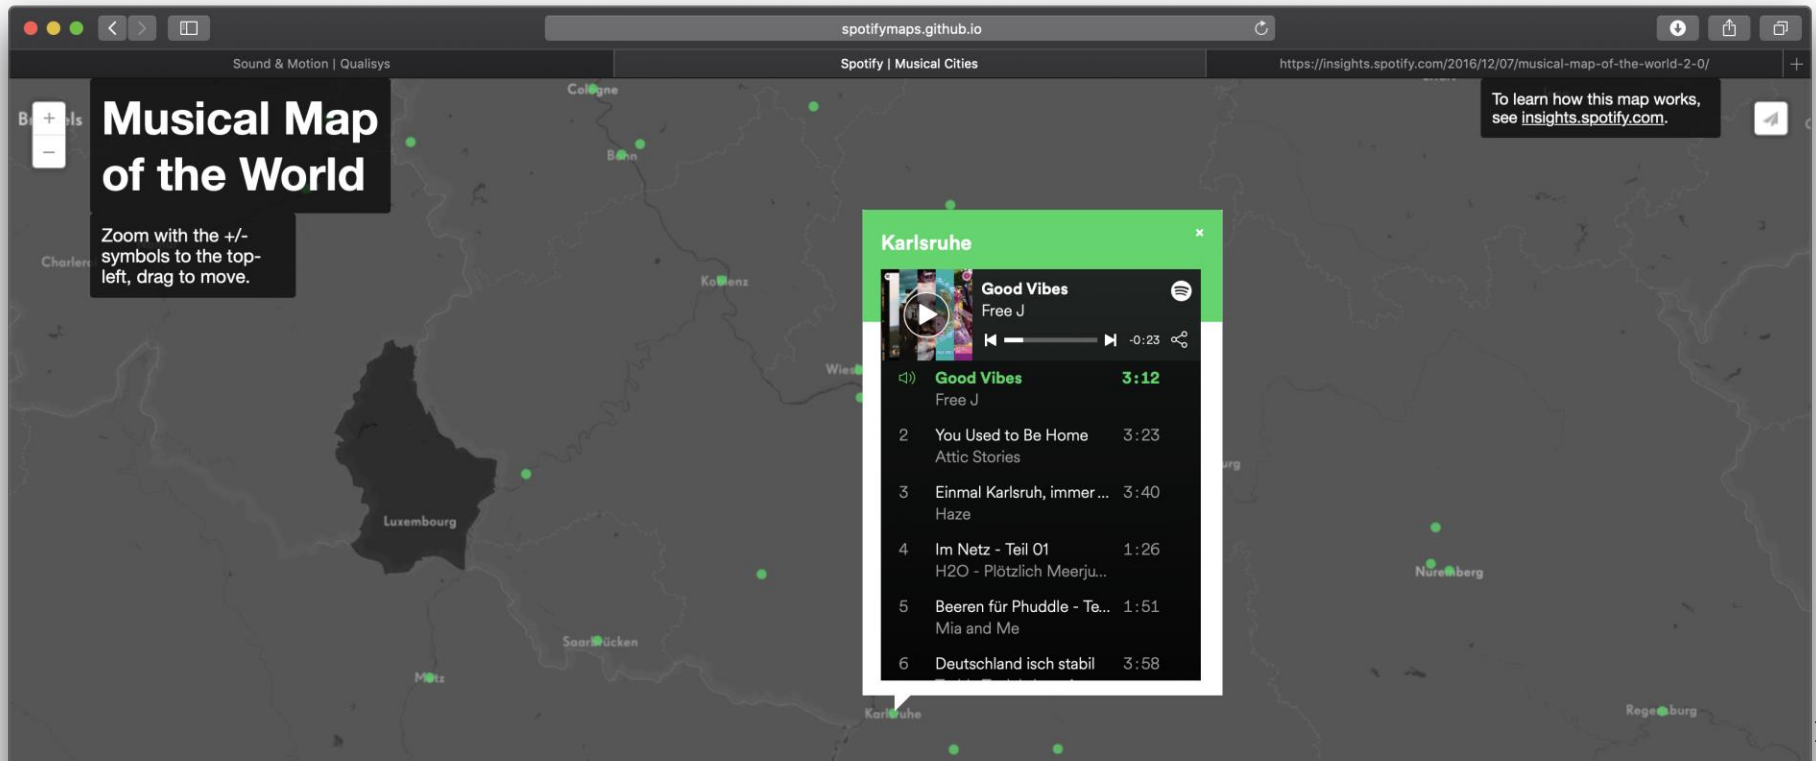 spotifymaps.github.io
Sound & Motion | Qualisys
Spotify | Musical Cities
https://insights.spotify.com/2016/12/07/musical-map-of-the-world-2-0/
+
−
Musical Map
of the World
Zoom with the +/-
symbols to the top-
left, drag to move.
To learn how this map works,
see insights.spotify.com.
Cologne
Bonn
Koblenz
Luxembourg
Saarbrücken
Metz
Karlsruhe
Nuremberg
Regensburg
Karlsruhe
×
Good Vibes
Free J
-0:23
Good Vibes 3:12
Free J
2 You Used to Be Home 3:23
Attic Stories
3 Einmal Karlsruh, immer ... 3:40
Haze
4 Im Netz - Teil 01 1:26
H2O - Plötzlich Meerju...
5 Beeren für Phuddle - Te... 1:51
Mia and Me
6 Deutschland isch stabil 3:58